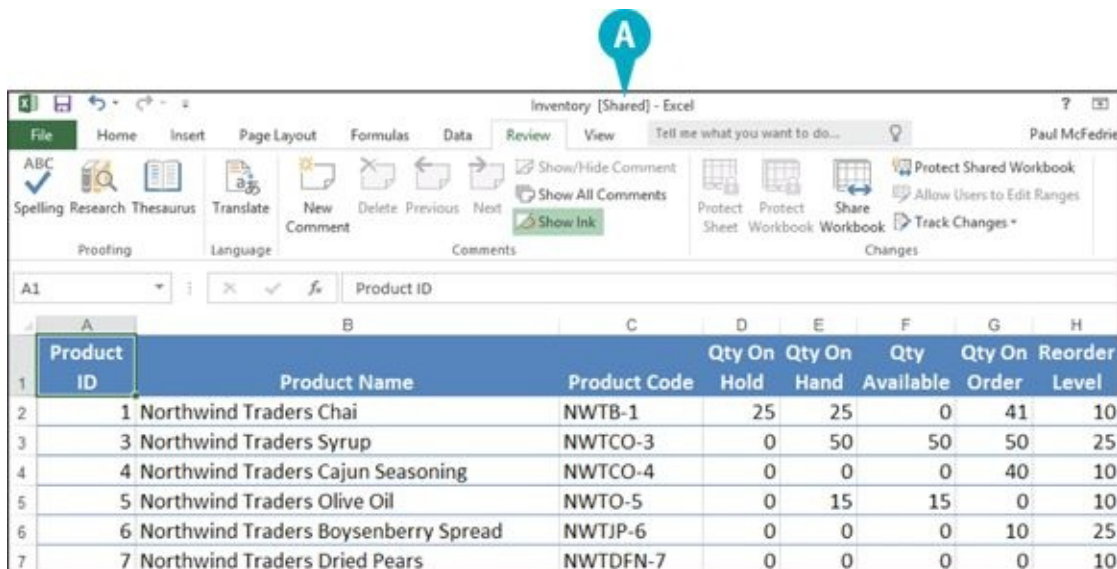 A
Inventory [Shared] - Excel ?
File Home Insert Page Layout Formulas Data Review View Tell me what you want to do... Paul McFedrie
ABC
Spelling Research Thesaurus Translate New Comment Delete Previous Next Show/Hide Comment Show All Comments Show Ink Protect Sheet Protect Workbook Share Workbook Protect Shared Workbook Allow Users to Edit Ranges Track Changes
Proofing Language Comments Changes
A1 fx Product ID
A B C D E F G H
1 Product ID Product Name Product Code Qty On Hold Qty On Hand Qty Available Qty On Order Reorder Level
2 1 Northwind Traders Chai NWTB-1 25 25 0 41 10
3 3 Northwind Traders Syrup NWTCO-3 0 50 50 50 25
4 4 Northwind Traders Cajun Seasoning NWTCO-4 0 0 0 40 10
5 5 Northwind Traders Olive Oil NWTO-5 0 15 15 0 10
6 6 Northwind Traders Boysenberry Spread NWTJP-6 0 0 0 10 25
7 7 Northwind Traders Dried Pears NWTDFN-7 0 0 0 0 10